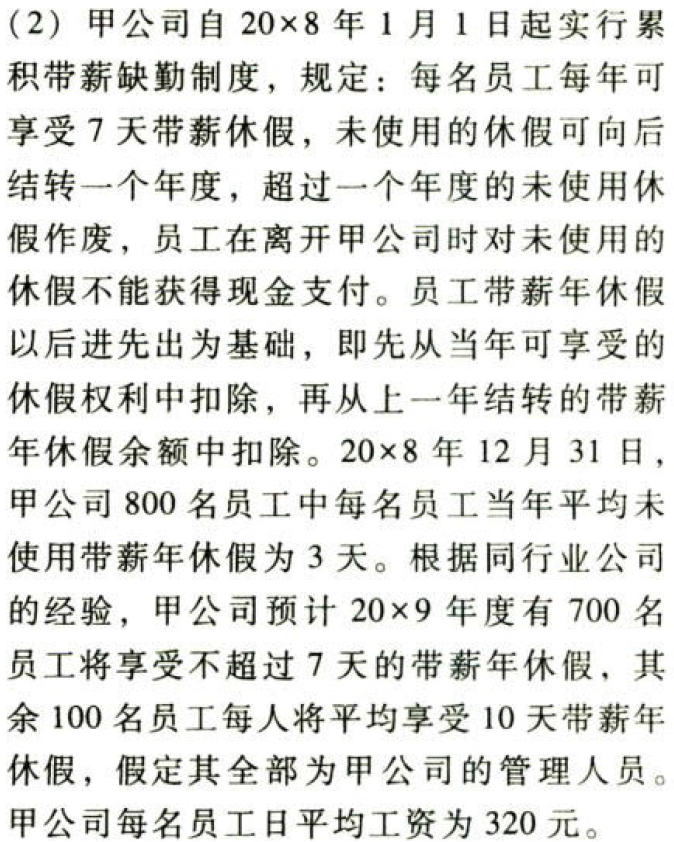 (2) 甲公司自 20×8 年 1 月 1 日起实行累
积带薪缺勤制度，规定：每名员工每年可
享受 7 天带薪休假，未使用的休假可向后
结转一个年度，超过一个年度的未使用休
假作废，员工在离开甲公司时对未使用的
休假不能获得现金支付。员工带薪年休假
以后进先出为基础，即先从当年可享受的
休假权利中扣除，再从上一年结转的带薪
年休假余额中扣除。20×8 年 12 月 31 日，
甲公司 800 名员工中每名员工当年平均未
使用带薪年休假为 3 天。根据同行业公司
的经验，甲公司预计 20×9 年度有 700 名
员工将享受不超过 7 天的带薪年休假，其
余 100 名员工每人将平均享受 10 天带薪年
休假，假定其全部为甲公司的管理人员。
甲公司每名员工日平均工资为 320 元。